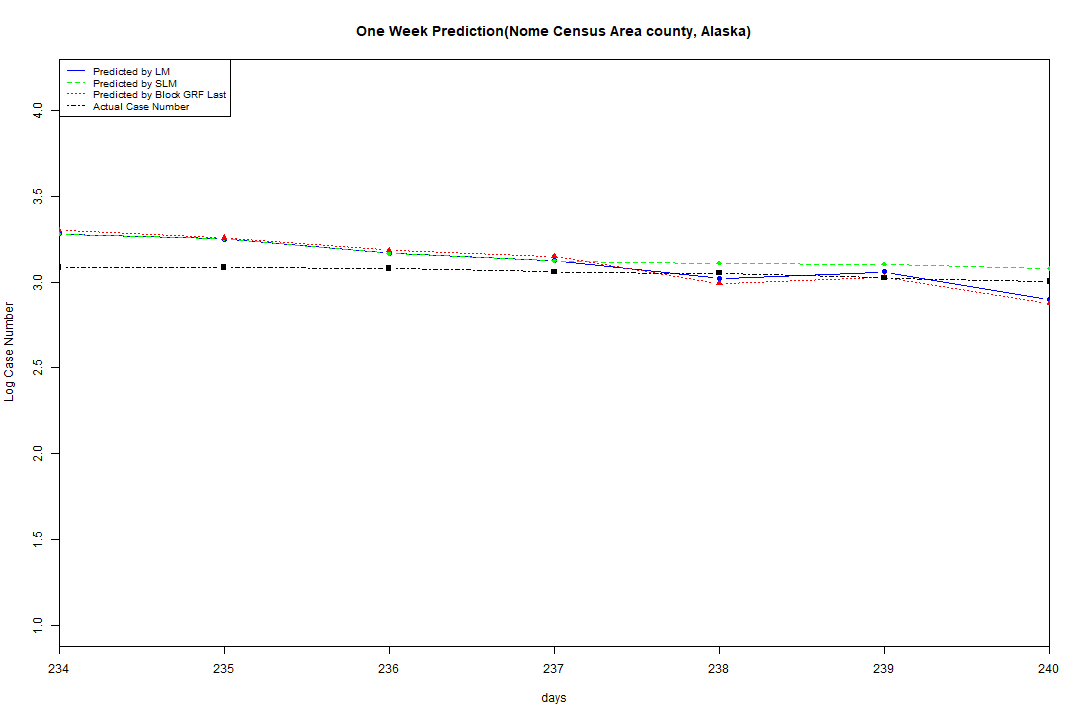 One Week Prediction(Nome Census Area county, Alaska)
Predicted by LM
Predicted by SLM
Predicted by Block GRF Last
Actual Case Number
4.0
3.5
3.0
2.5
2.0
1.5
1.0
Log Case Number
234 235 236 237 238 239 240
days